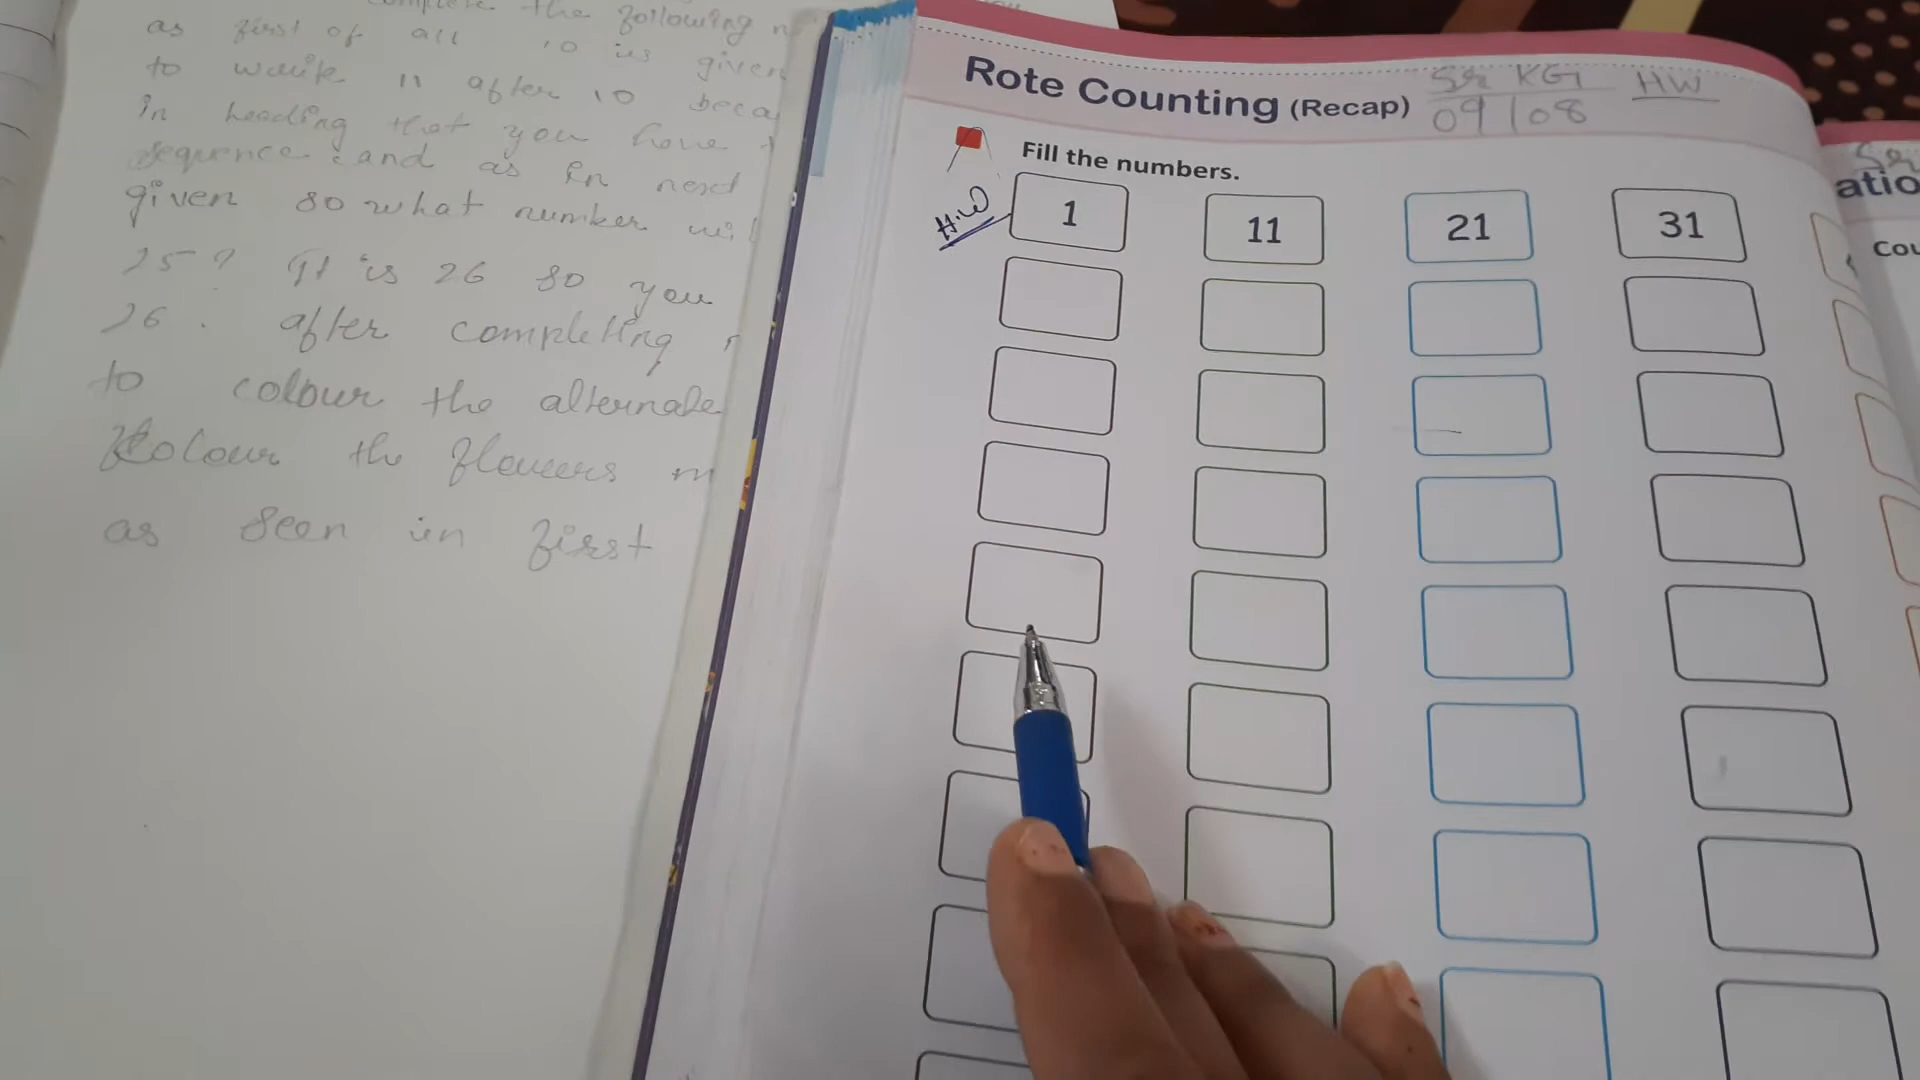 complete the following
as first of all 10 is given
to write 11 after 10 beca
in heading that you have
sequence and as in next
given so what number wil
25? It is 26 so you
26. after completing
to colour the alternate
Colour the flowers m
as seen in first
Rote Counting (Recap)
Sr KG HW
09/08
Fill the numbers.
H.W
1 11 21 31
Sr
atio
Cou